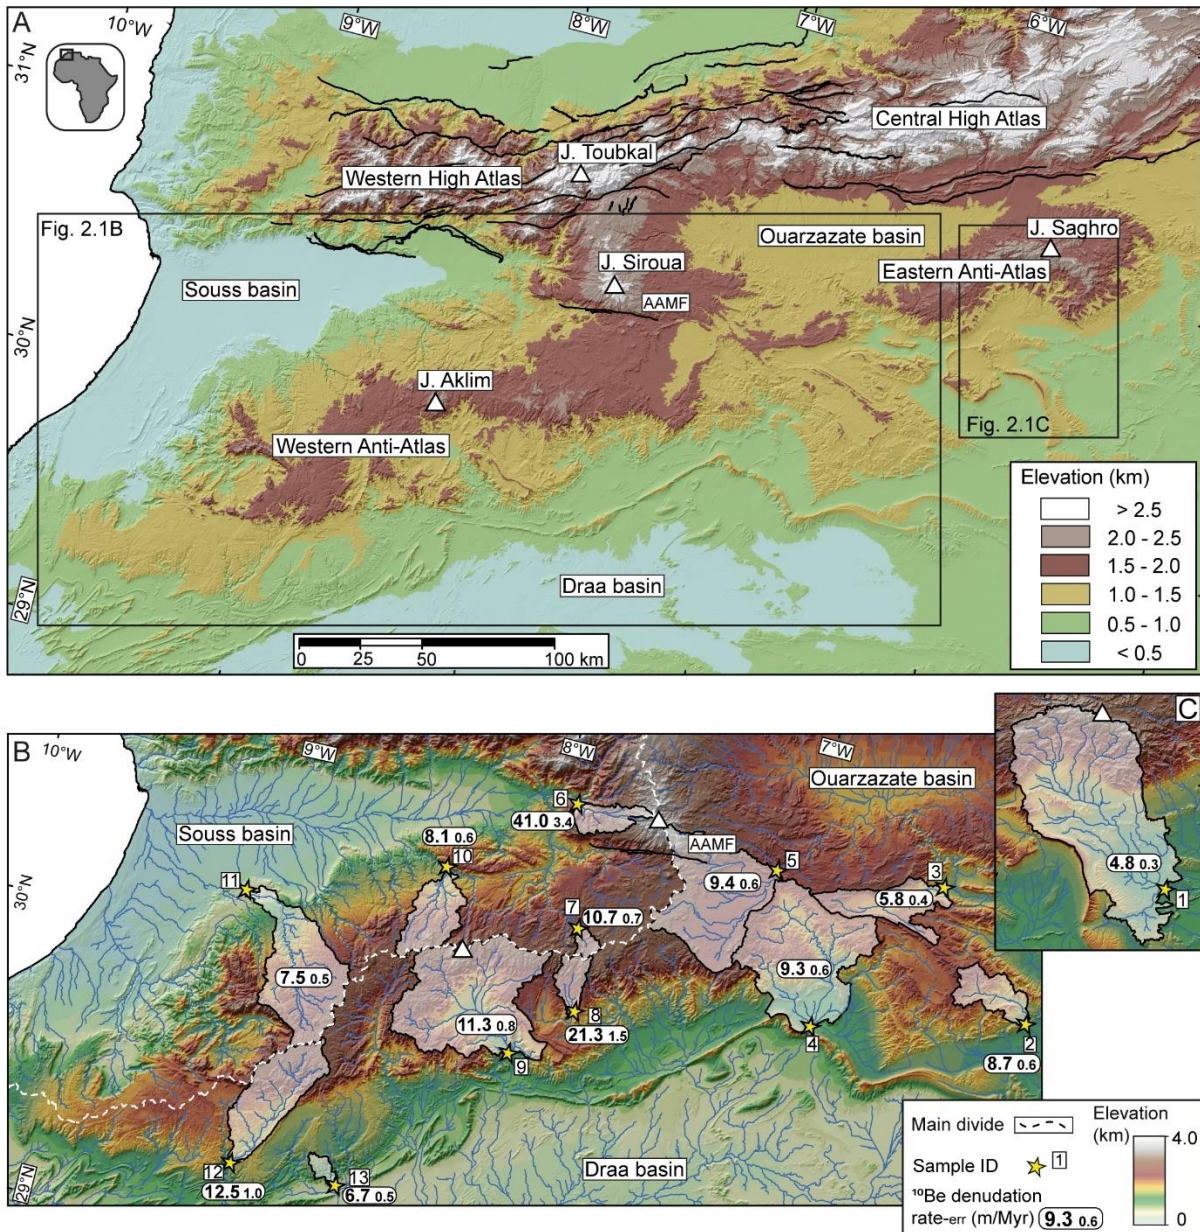 A
10°W
9°W
8°W
7°W
6°W
31°N
Central High Atlas
J. Toubkal
Western High Atlas
Fig. 2.1B
Ouarzazate basin
J. Saghro
J. Siroua
Eastern Anti-Atlas
Souss basin
AAMF
30°N
J. Aklim
Fig. 2.1C
Western Anti-Atlas
Elevation (km)
> 2.5
2.0 - 2.5
1.5 - 2.0
1.0 - 1.5
0.5 - 1.0
< 0.5
Draa basin
29°N
0 25 50 100 km
B
10°W
9°W
8°W
7°W
C
Ouarzazate basin
6
41.0 3.4
Souss basin
8.1 0.6
10
AAMF
5
3
4.8 0.3
1
11
9.4 0.6
5.8 0.4
30°N
7
10.7 0.7
7.5 0.5
9.3 0.6
11.3 0.8
8
21.3 1.5
9
4
2
8.7 0.6
12
12.5 1.0
13
6.7 0.5
29°N
Draa basin
Main divide
Sample ID 1
¹⁰Be denudation
rate-err (m/Myr) 9.3 0.6
Elevation
(km)
4.0
0